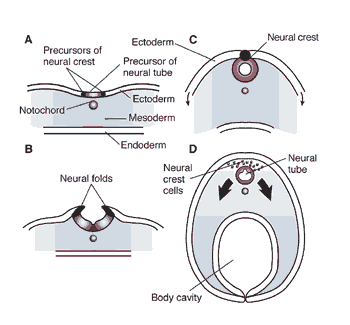 A
Precursors of
neural crest
Precursor of
neural tube
Ectoderm
Notochord
Mesoderm
Endoderm
B
Neural folds
C
Ectoderm
Neural crest
D
Neural
crest
cells
Neural
tube
Body cavity